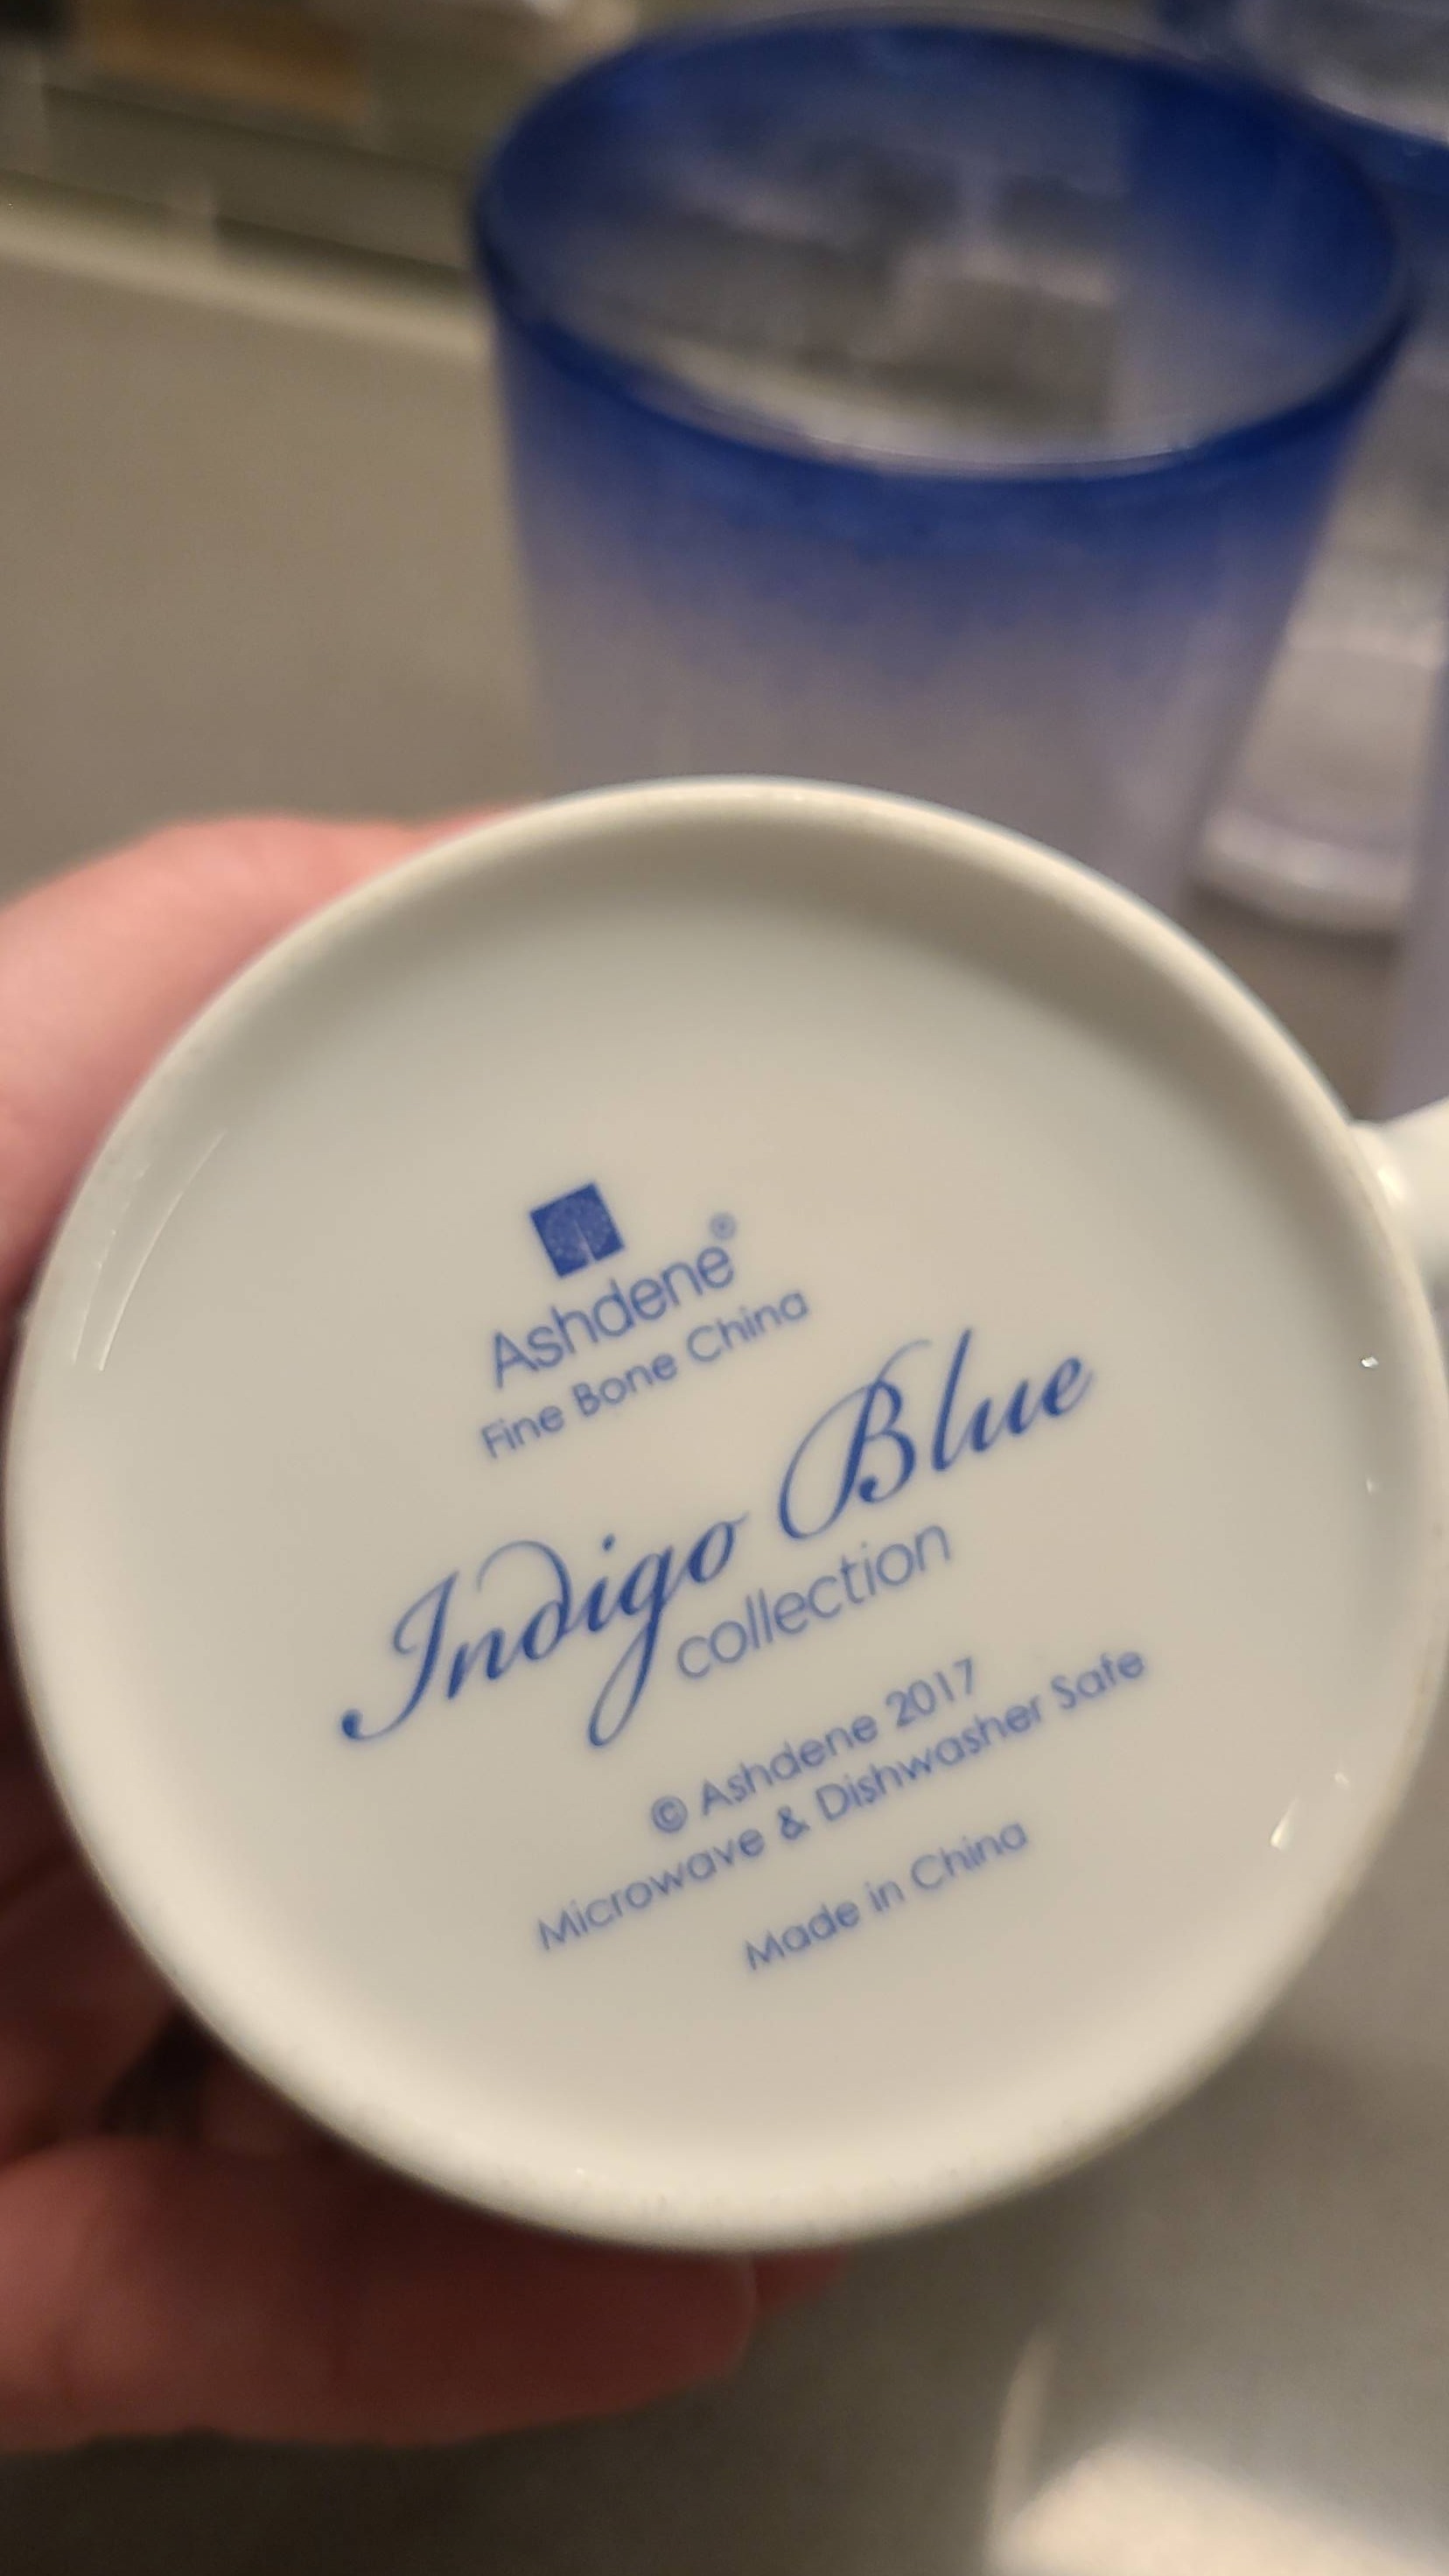 Ashdene®
Fine Bone China
Indigo Blue
collection
© Ashdene 2017
Microwave & Dishwasher Safe
Made in China